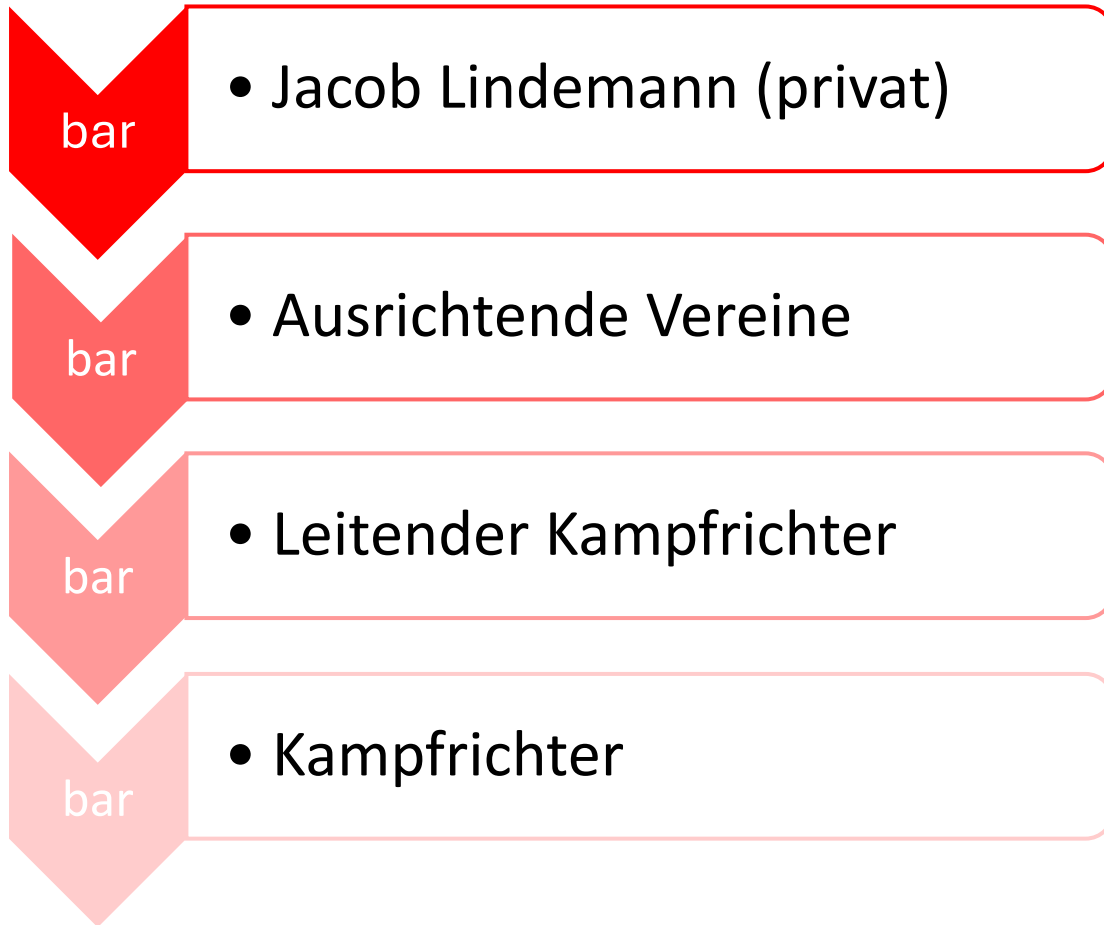 bar
• Jacob Lindemann (privat)
bar
• Ausrichtende Vereine
bar
• Leitender Kampfrichter
bar
• Kampfrichter